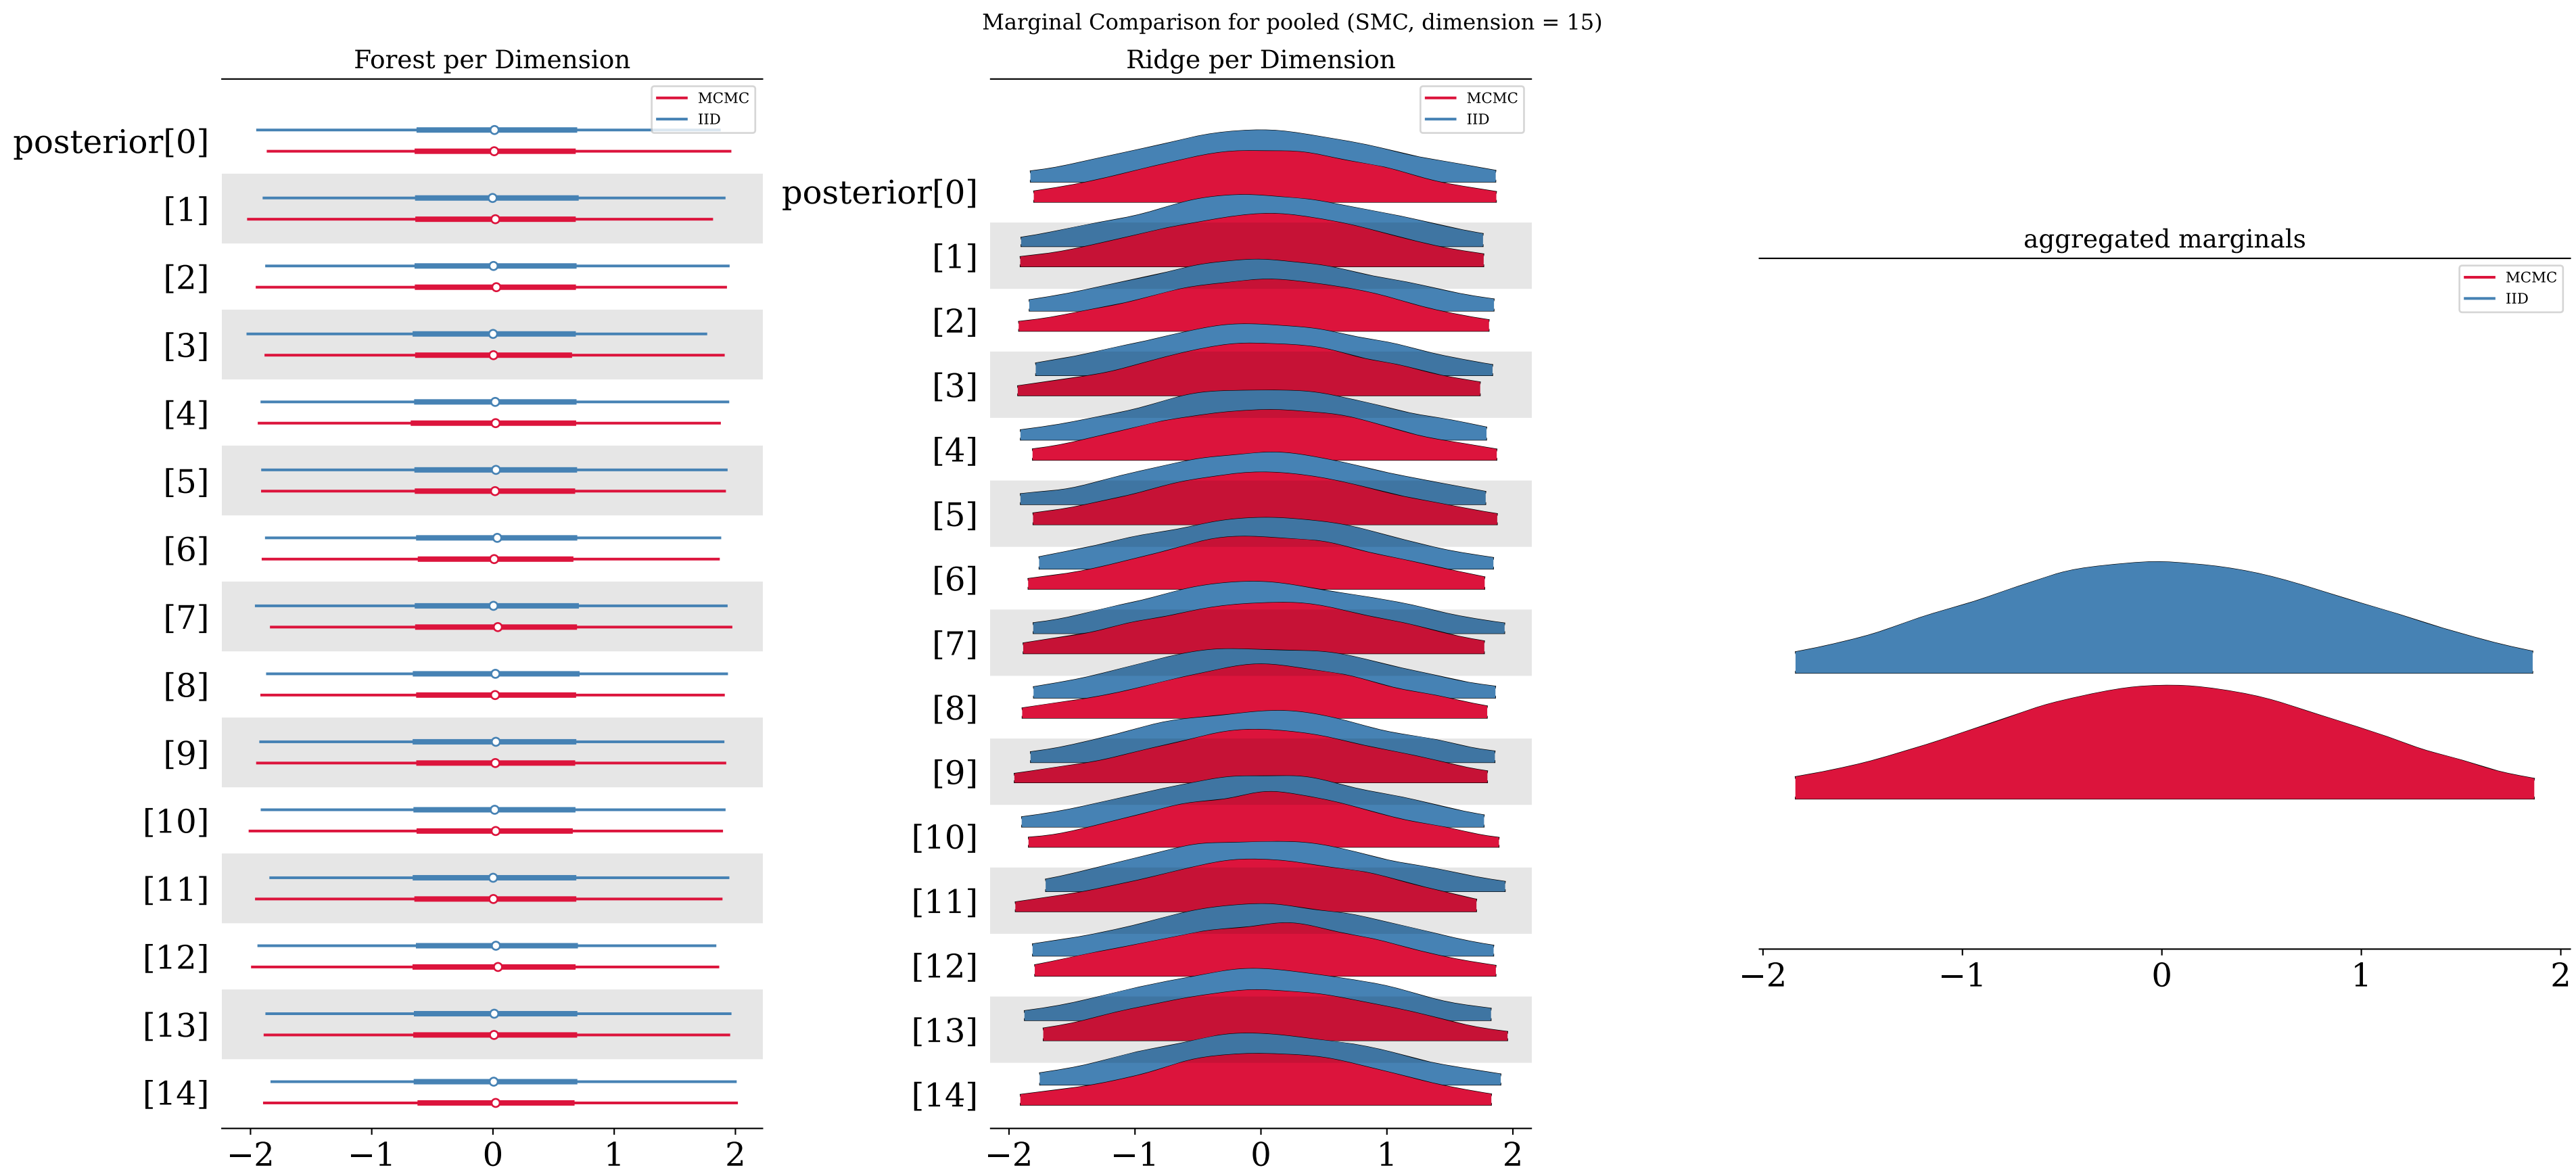 Marginal Comparison for pooled (SMC, dimension = 15)
Forest per Dimension
MCMC
IID
posterior[0]
[1]
[2]
[3]
[4]
[5]
[6]
[7]
[8]
[9]
[10]
[11]
[12]
[13]
[14]
−2 −1 0 1 2
Ridge per Dimension
MCMC
IID
posterior[0]
[1]
[2]
[3]
[4]
[5]
[6]
[7]
[8]
[9]
[10]
[11]
[12]
[13]
[14]
−2 −1 0 1 2
aggregated marginals
MCMC
IID
−2 −1 0 1 2